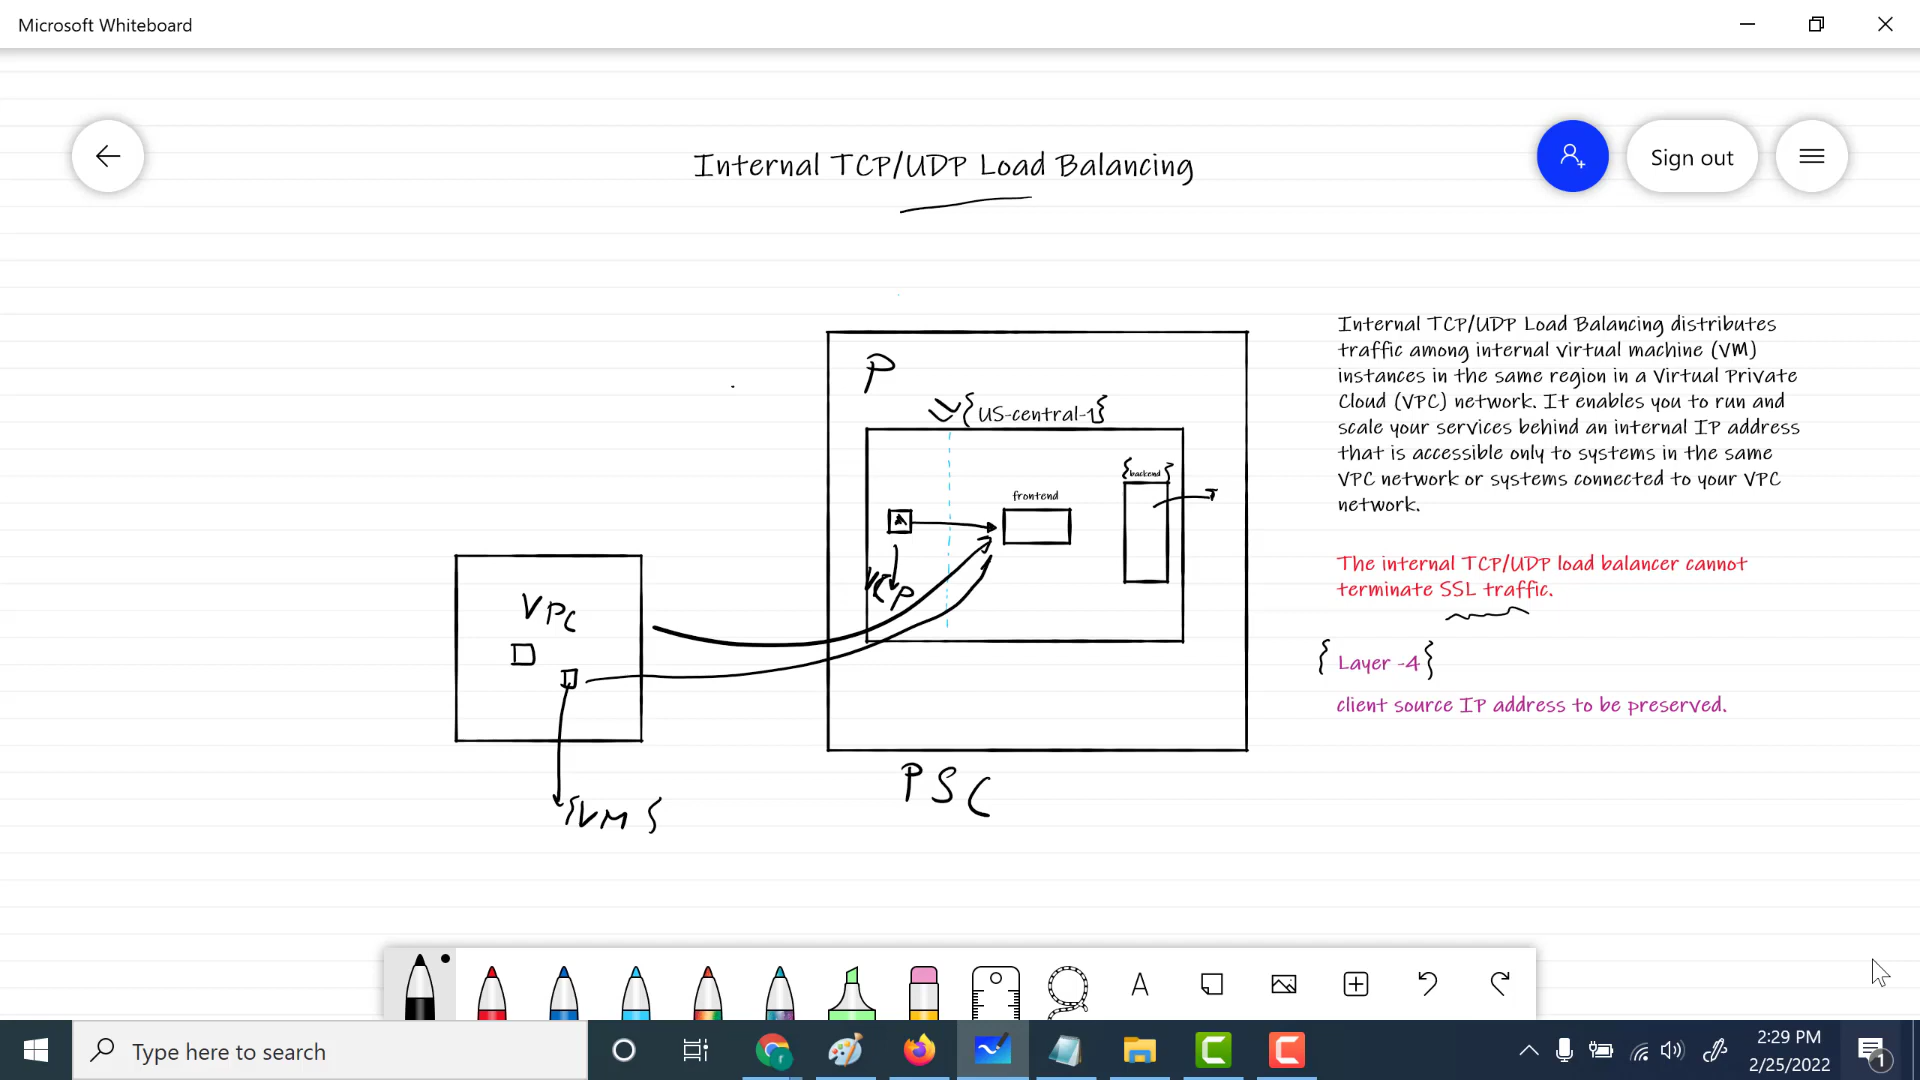 Microsoft Whiteboard
Sign out
Internal TCP/UDP Load Balancing
P
{US-central-1}
{backend}
frontend
Internal TCP/UDP Load Balancing distributes
traffic among internal virtual machine (VM)
instances in the same region in a Virtual Private
Cloud (VPC) network. It enables you to run and
scale your services behind an internal IP address
that is accessible only to systems in the same
VPC network or systems connected to your VPC
network.
The internal TCP/UDP load balancer cannot
terminate SSL traffic.
{Layer -4}
client source IP address to be preserved.
VPC
PSC
A
Type here to search
2:29 PM
2/25/2022
1